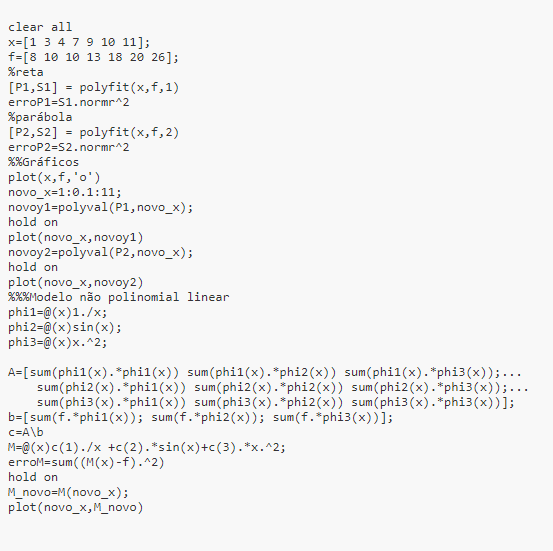 clear all
x=[1 3 4 7 9 10 11];
f=[8 10 10 13 18 20 26];
%reta
[P1,S1] = polyfit(x,f,1)
erroP1=S1.normr^2
%parábola
[P2,S2] = polyfit(x,f,2)
erroP2=S2.normr^2
%%Gráficos
plot(x,f,'o')
novo_x=1:0.1:11;
novoy1=polyval(P1,novo_x);
hold on
plot(novo_x,novoy1)
novoy2=polyval(P2,novo_x);
hold on
plot(novo_x,novoy2)
%%%Modelo não polinomial linear
phi1=@(x)1./x;
phi2=@(x)sin(x);
phi3=@(x)x.^2;
A=[sum(phi1(x).*phi1(x)) sum(phi1(x).*phi2(x)) sum(phi1(x).*phi3(x));...
sum(phi2(x).*phi1(x)) sum(phi2(x).*phi2(x)) sum(phi2(x).*phi3(x));...
sum(phi3(x).*phi1(x)) sum(phi3(x).*phi2(x)) sum(phi3(x).*phi3(x))];
b=[sum(f.*phi1(x)); sum(f.*phi2(x)); sum(f.*phi3(x))];
c=A\b
M=@(x)c(1)./x +c(2).*sin(x)+c(3).*x.^2;
erroM=sum((M(x)-f).^2)
hold on
M_novo=M(novo_x);
plot(novo_x,M_novo)